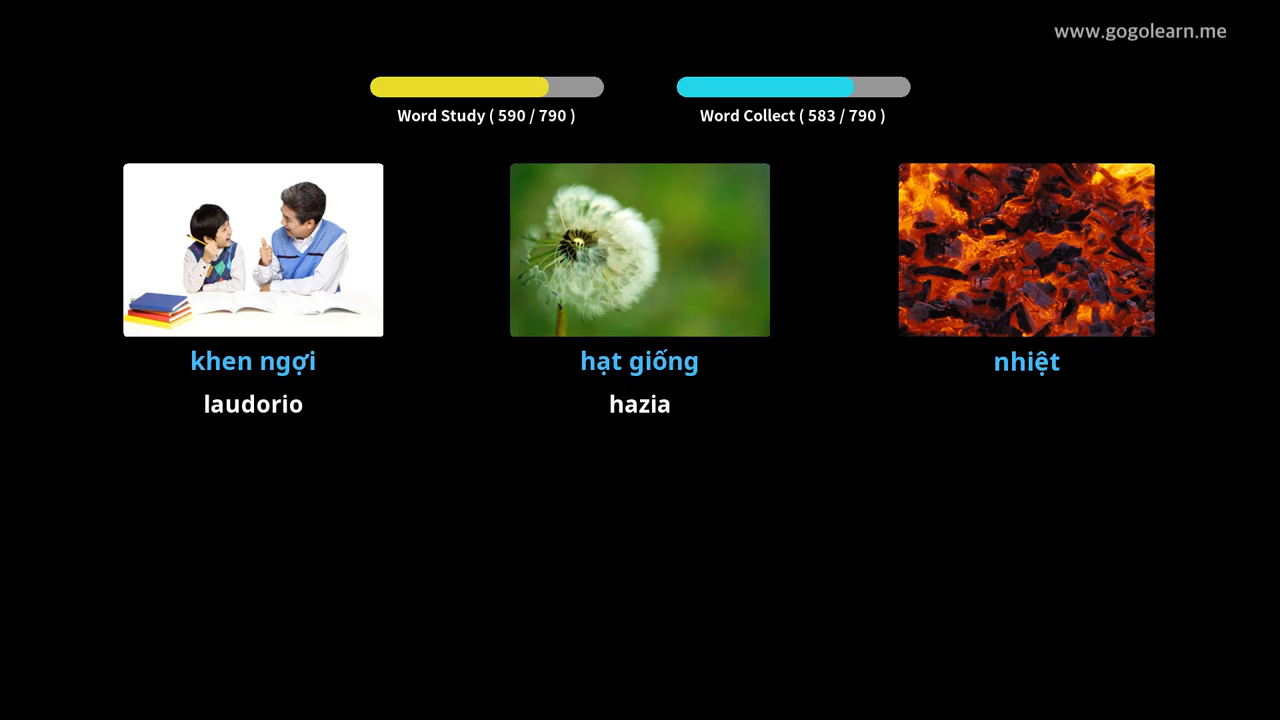 www.gogolearn.me
Word Study ( 590 / 790 )
Word Collect ( 583 / 790 )
khen ngợi
hạt giống
nhiệt
laudorio
hazia